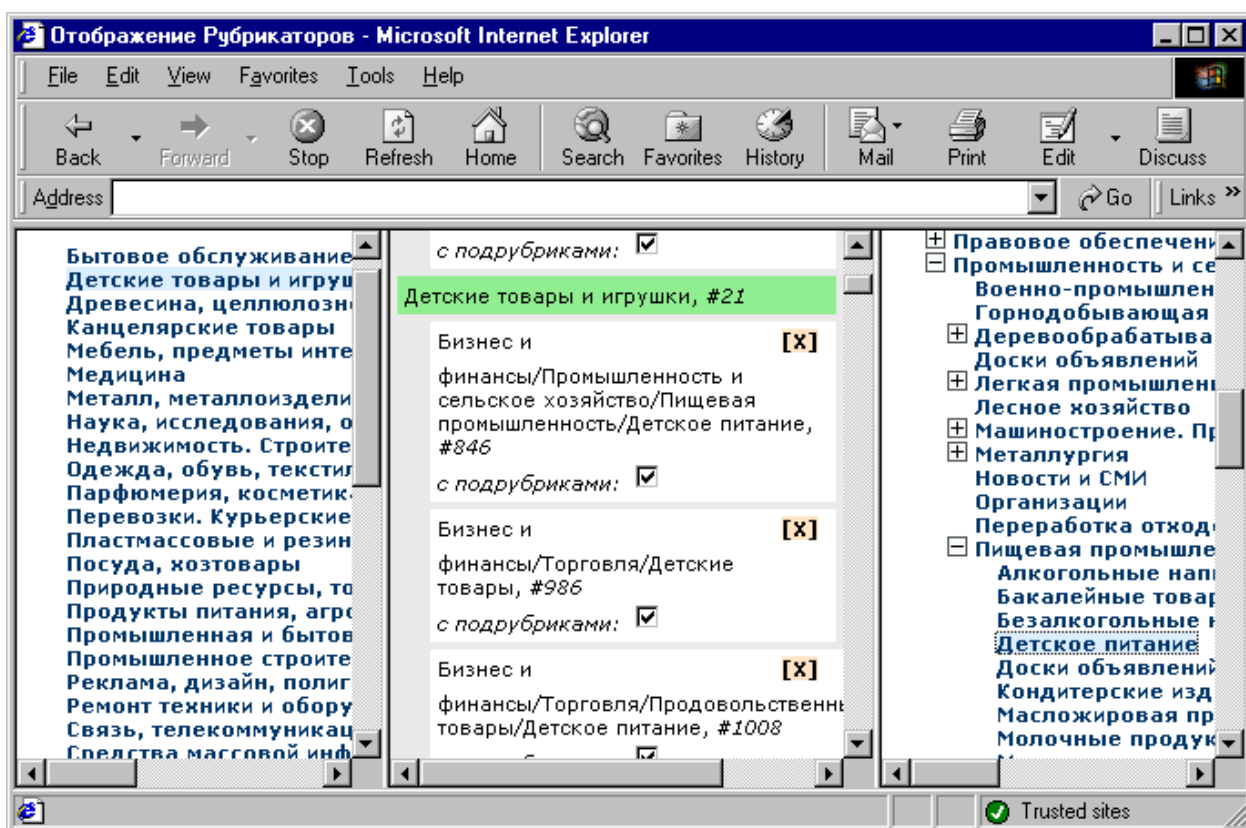 Отображение Рубрикаторов - Microsoft Internet Explorer
File Edit View Favorites Tools Help
Back Forward Stop Refresh Home Search Favorites History Mail Print Edit Discuss
Address Go Links »
Бытовое обслуживание
Детские товары и игруш
Древесина, целлюлозн
Канцелярские товары
Мебель, предметы инте
Медицина
Металл, металлоиздели
Наука, исследования, о
Недвижимость. Строите
Одежда, обувь, текстил
Парфюмерия, косметик
Перевозки. Курьерские
Пластмассовые и резин
Посуда, хозтовары
Природные ресурсы, то
Продукты питания, агро
Промышленная и бытов
Промышленное строите
Реклама, дизайн, полиг
Ремонт техники и обору
Связь, телекоммуникац
Средства массовой инф
с подрубриками:
Детские товары и игрушки, #21
Бизнес и [X]
финансы/Промышленность и
сельское хозяйство/Пищевая
промышленность/Детское питание,
#846
с подрубриками:
Бизнес и [X]
финансы/Торговля/Детские
товары, #986
с подрубриками:
Бизнес и [X]
финансы/Торговля/Продовольственны
товары/Детское питание, #1008
Правовое обеспечени
Промышленность и се
Военно-промышлен
Горнодобывающая
Деревообрабатыва
Доски объявлений
Легкая промышленн
Лесное хозяйство
Машиностроение. Пр
Металлургия
Новости и СМИ
Организации
Переработка отход
Пищевая промышле
Алкогольные напи
Бакалейные товар
Безалкогольные н
Детское питание
Доски объявлений
Кондитерские изд
Масложировая пр
Молочные продук
Trusted sites